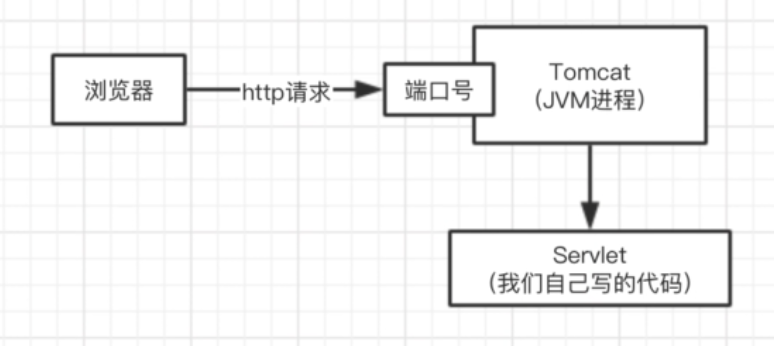 浏览器
http请求
端口号
Tomcat
（JVM进程）
Servlet
（我们自己写的代码）